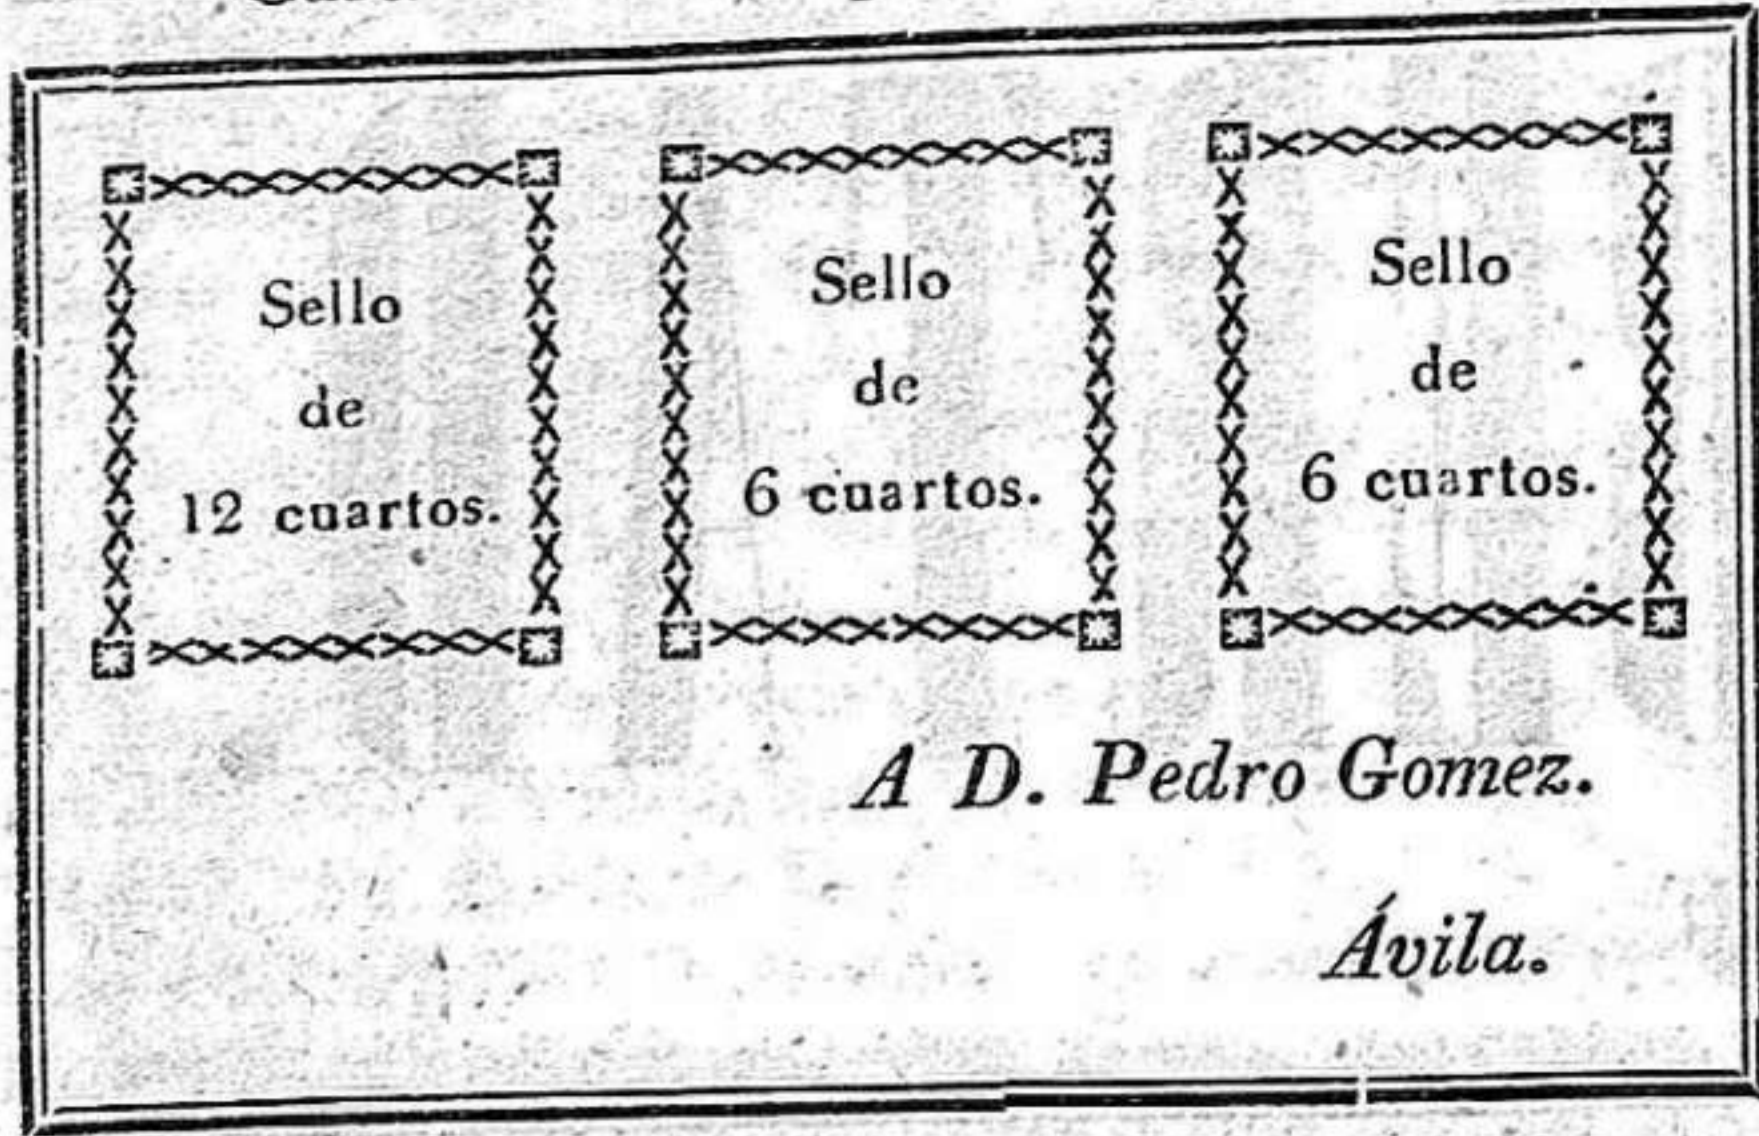 Sello
de
12 cuartos.
Sello
de
6 cuartos.
Sello
de
6 cuartos.
A D. Pedro Gomez.
Ávila.